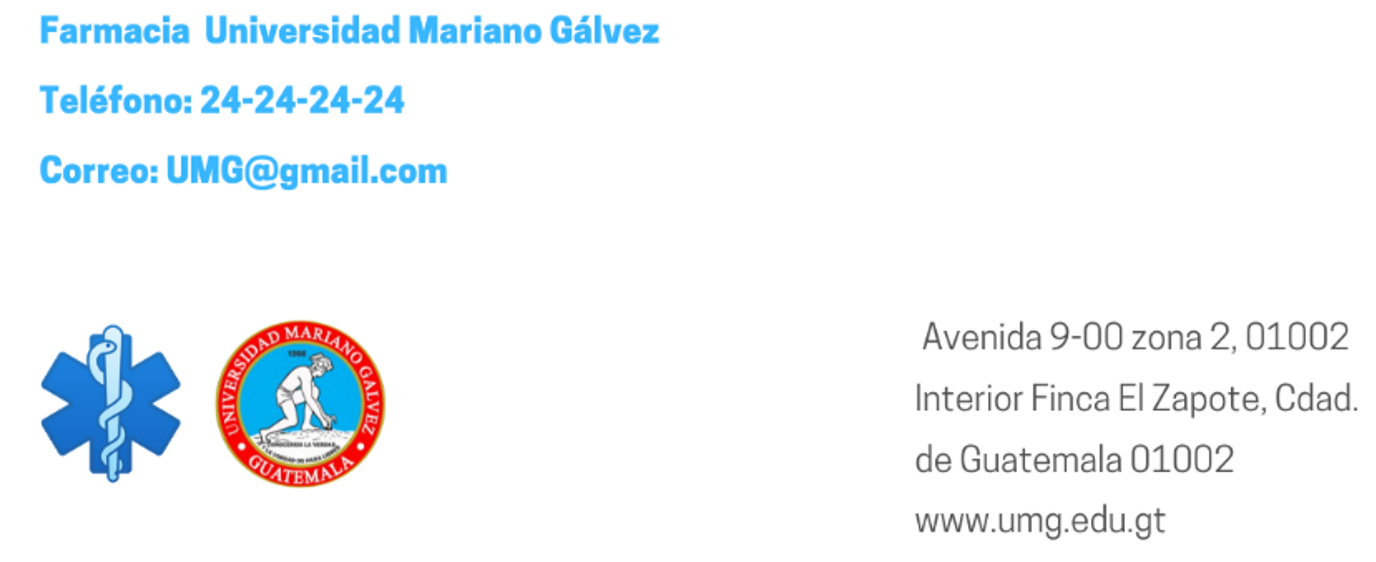 Farmacia Universidad Mariano Gálvez
Teléfono: 24-24-24-24
Correo: UMG@gmail.com
UNIVERSIDAD MARIANO GALVEZ
1966
CONOCEREIS LA VERDAD
Y LA VERDAD OS HARA LIBRES
GUATEMALA
Avenida 9-00 zona 2, 01002
Interior Finca El Zapote, Cdad.
de Guatemala 01002
www.umg.edu.gt